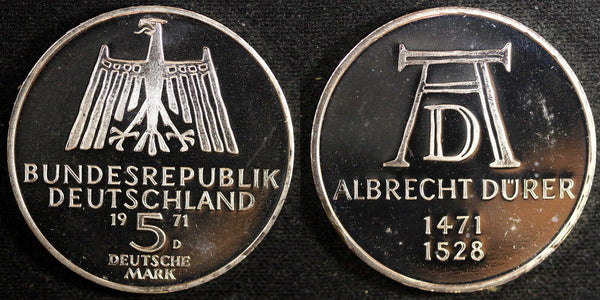 BUNDESREPUBLIK
DEUTSCHLAND
19 5 71
D
DEUTSCHE
MARK
AD
ALBRECHT DÜRER
1471
1528